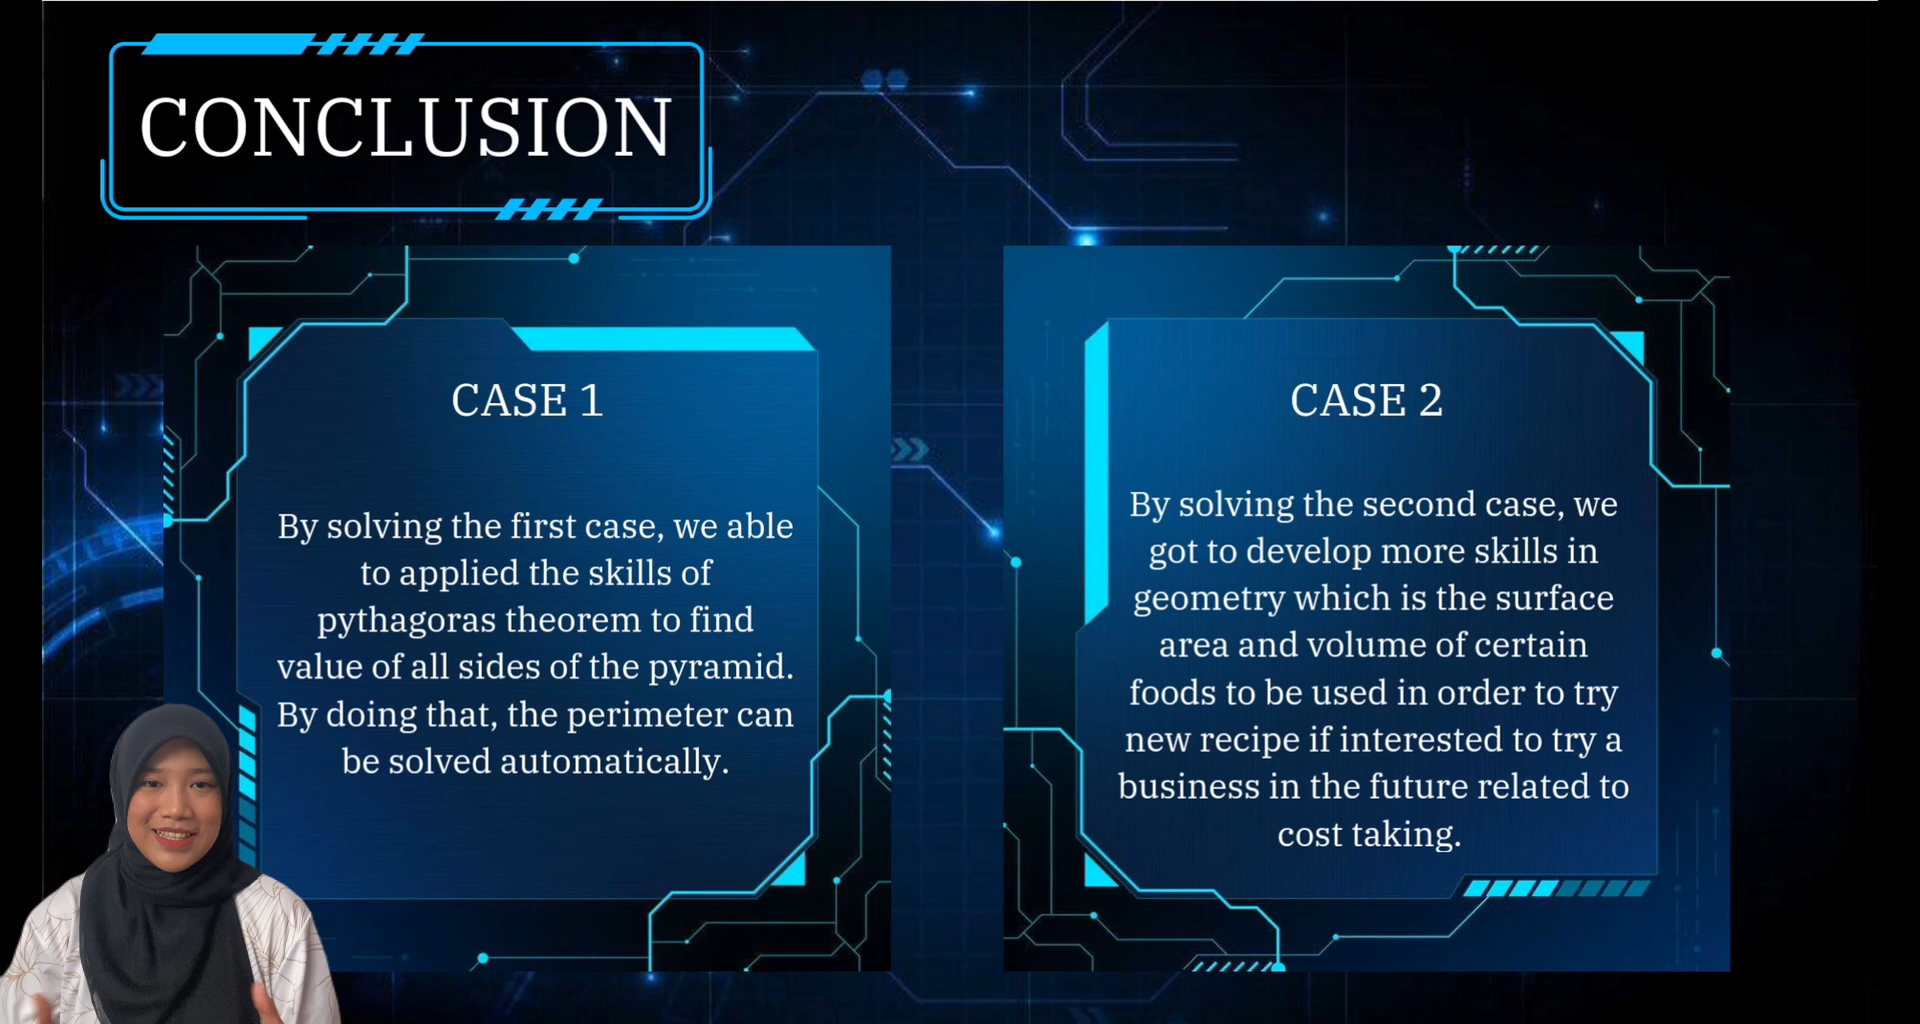 CONCLUSION
CASE 1
By solving the first case, we able
to applied the skills of
pythagoras theorem to find
value of all sides of the pyramid.
By doing that, the perimeter can
be solved automatically.
CASE 2
By solving the second case, we
got to develop more skills in
geometry which is the surface
area and volume of certain
foods to be used in order to try
new recipe if interested to try a
business in the future related to
cost taking.